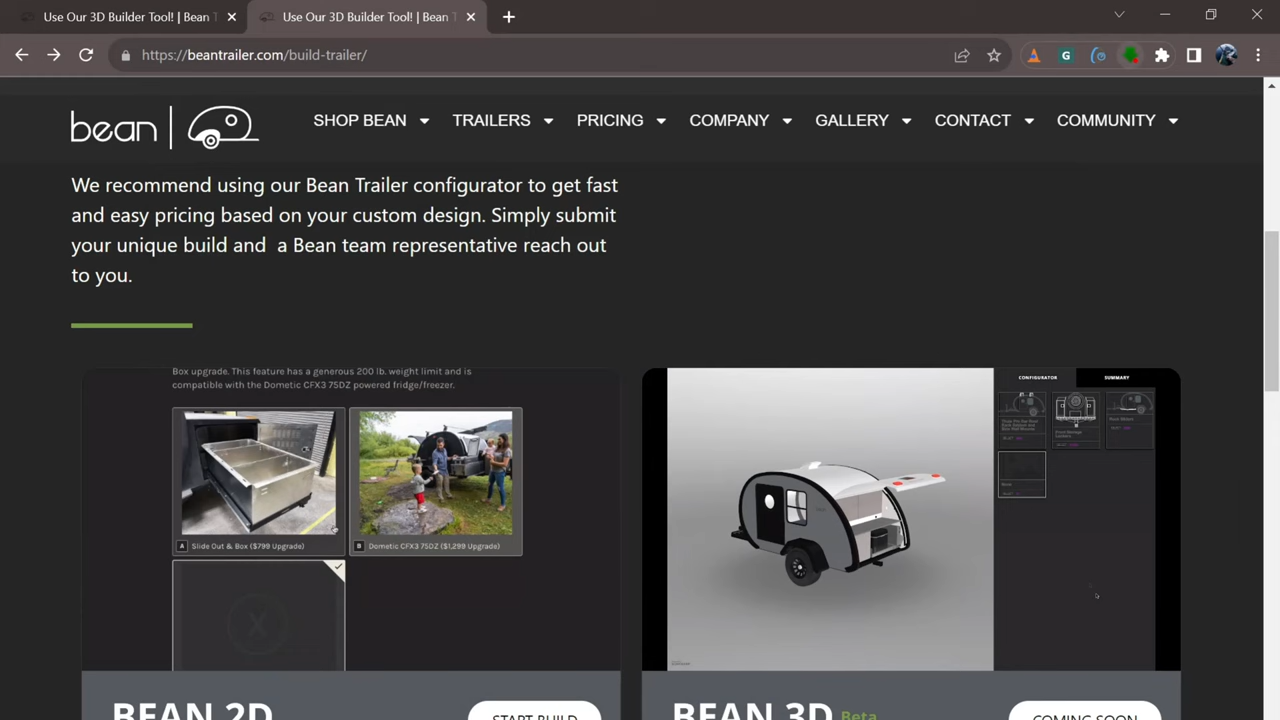 Use Our 3D Builder Tool! | Bean T
Use Our 3D Builder Tool! | Bean T
https://beantrailer.com/build-trailer/
bean
SHOP BEAN
TRAILERS
PRICING
COMPANY
GALLERY
CONTACT
COMMUNITY
We recommend using our Bean Trailer configurator to get fast
and easy pricing based on your custom design. Simply submit
your unique build and a Bean team representative reach out
to you.
Box upgrade. This feature has a generous 200 lb. weight limit and is
compatible with the Dometic CFX3 75DZ powered fridge/freezer.
A Slide Out & Box ($799 Upgrade)
B Dometic CFX3 75DZ ($1,299 Upgrade)
CONFIGURATOR
SUMMARY
BEAN 2D
START BUILD
BEAN 3D Beta
COMING SOON